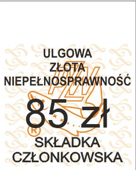 ULGOWA
ZŁOTA
NIEPEŁNOSPRAWNOŚĆ
85 zł
SKŁADKA
CZŁONKOWSKA